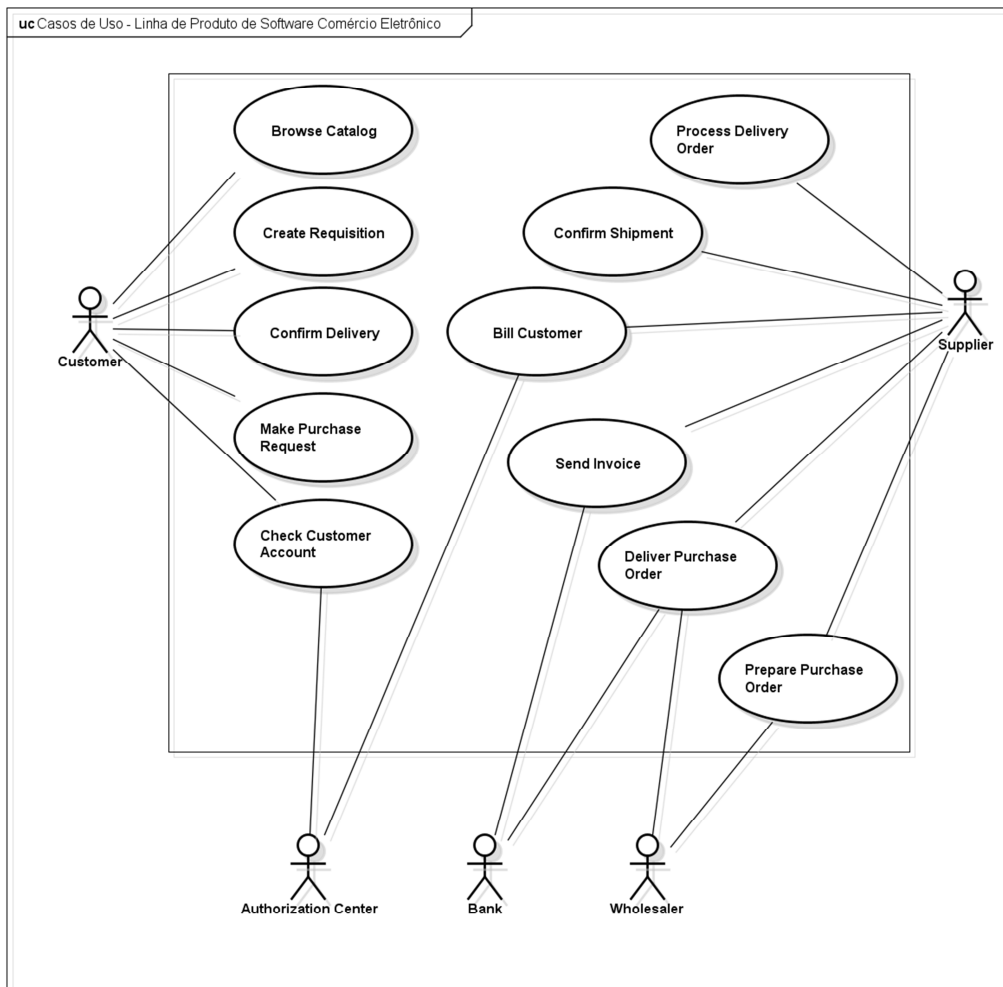 uc Casos de Uso - Linha de Produto de Software Comércio Eletrônico
Browse Catalog
Process Delivery
Order
Create Requisition
Confirm Shipment
Confirm Delivery
Bill Customer
Customer
Supplier
Make Purchase
Request
Send Invoice
Check Customer
Account
Deliver Purchase
Order
Prepare Purchase
Order
Authorization Center
Bank
Wholesaler